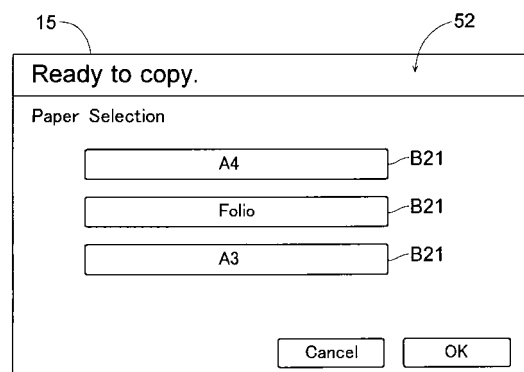 15 52
Ready to copy.
Paper Selection
A4 B21
Folio B21
A3 B21
Cancel OK